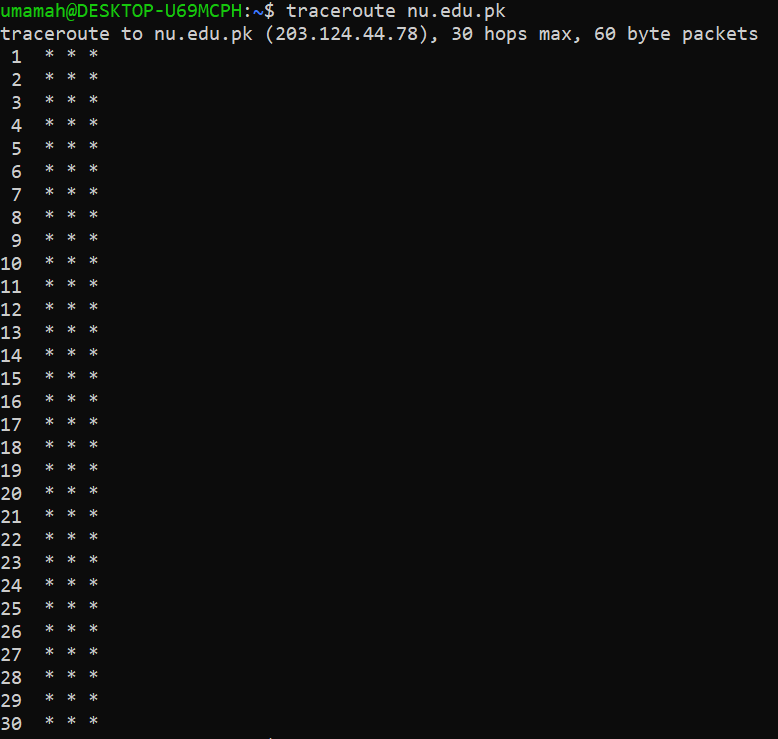 umamah@DESKTOP-U69MCPH:~$ traceroute nu.edu.pk
traceroute to nu.edu.pk (203.124.44.78), 30 hops max, 60 byte packets
 1  * * *
 2  * * *
 3  * * *
 4  * * *
 5  * * *
 6  * * *
 7  * * *
 8  * * *
 9  * * *
10  * * *
11  * * *
12  * * *
13  * * *
14  * * *
15  * * *
16  * * *
17  * * *
18  * * *
19  * * *
20  * * *
21  * * *
22  * * *
23  * * *
24  * * *
25  * * *
26  * * *
27  * * *
28  * * *
29  * * *
30  * * *